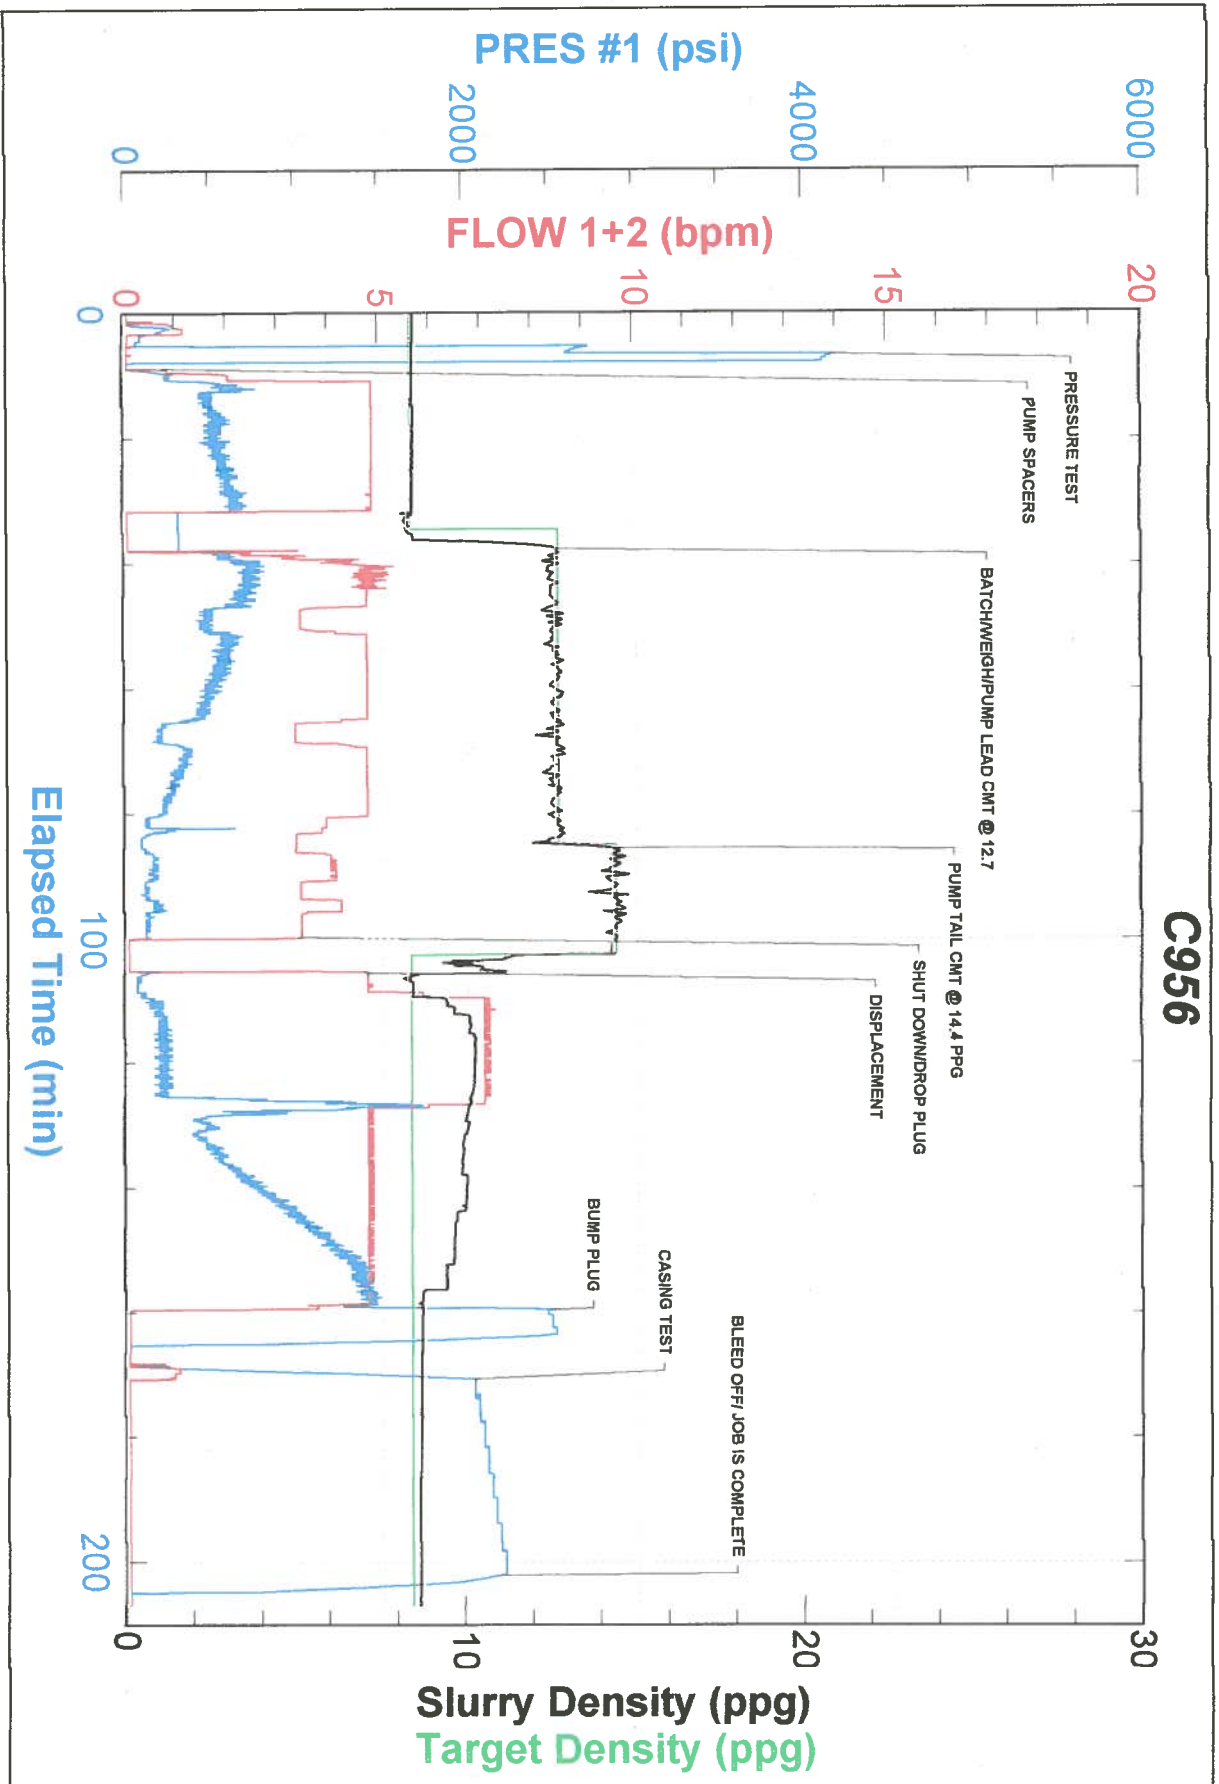 C956
PRES #1 (psi)
0
2000
4000
6000
FLOW 1+2 (bpm)
0
5
10
15
20
PRESSURE TEST
PUMP SPACERS
BATCH/WEIGH/PUMP LEAD CMT @ 12.7
PUMP TAIL CMT @ 14.4 PPG
SHUT DOWN/DROP PLUG
DISPLACEMENT
BUMP PLUG
CASING TEST
BLEED OFF/ JOB IS COMPLETE
0
100
200
Elapsed Time (min)
0
10
20
30
Slurry Density (ppg)
Target Density (ppg)